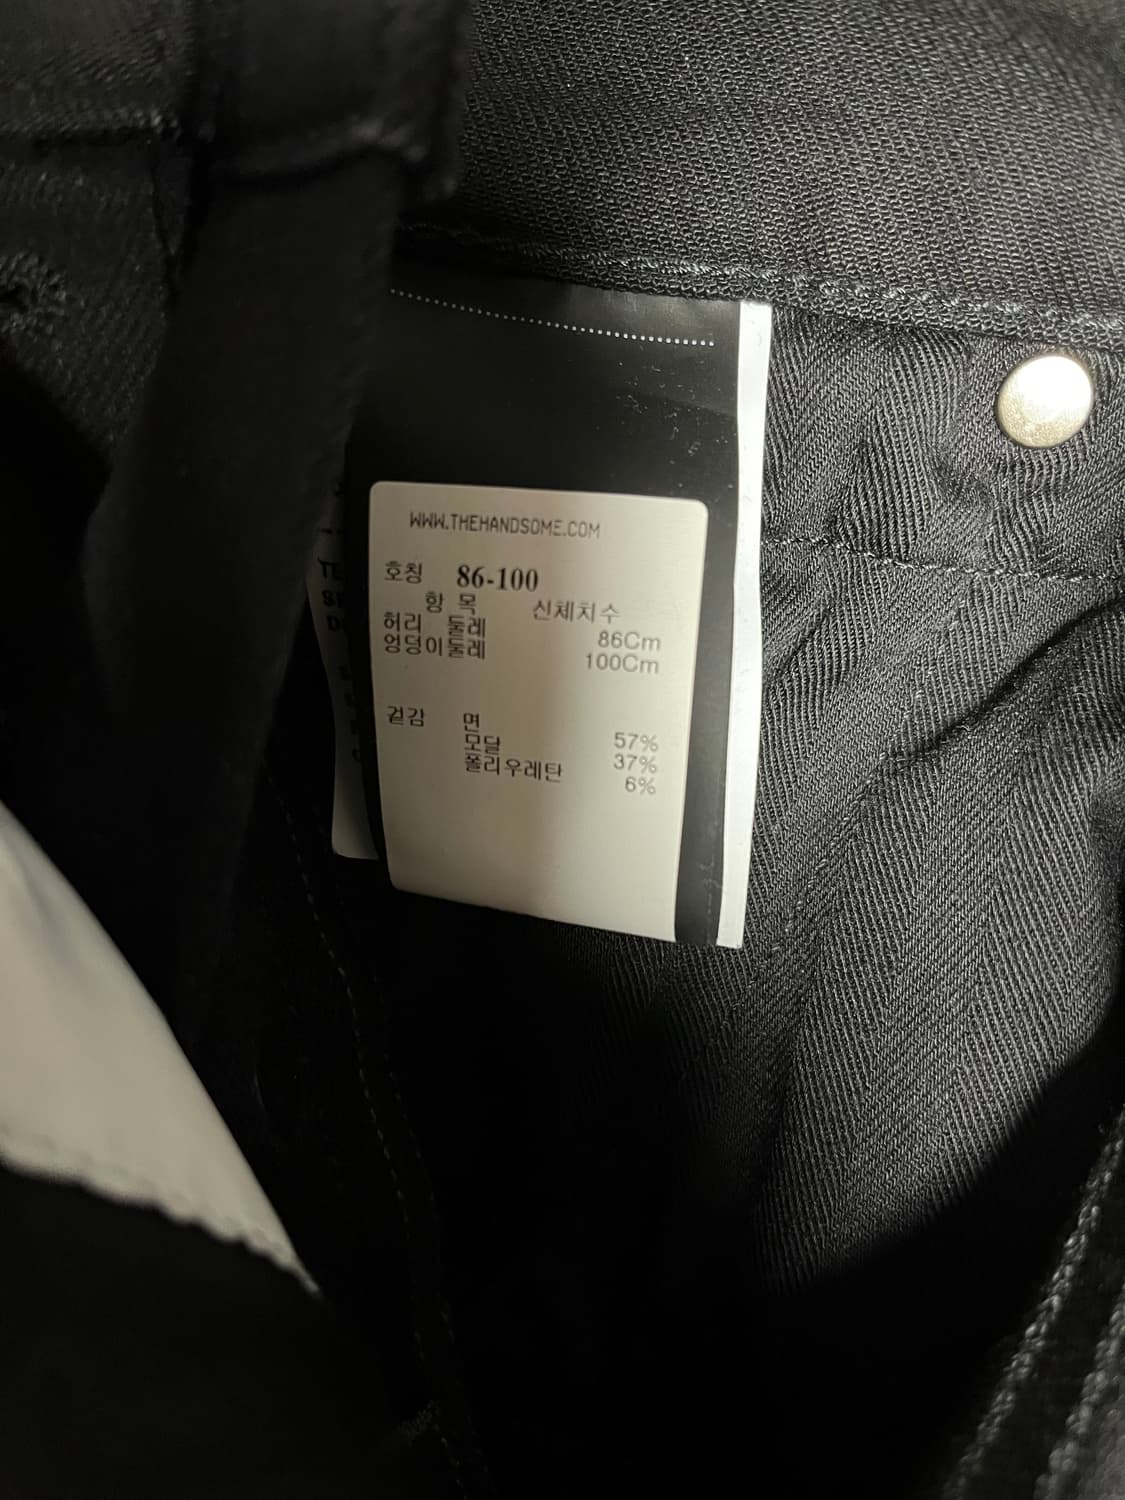 WWW.THEHANDSOME.COM
호칭 86-100
항 목 신체치수
허리 둘레 86Cm
엉덩이둘레 100Cm
겉감 면 57%
모달 37%
폴리우레탄 6%